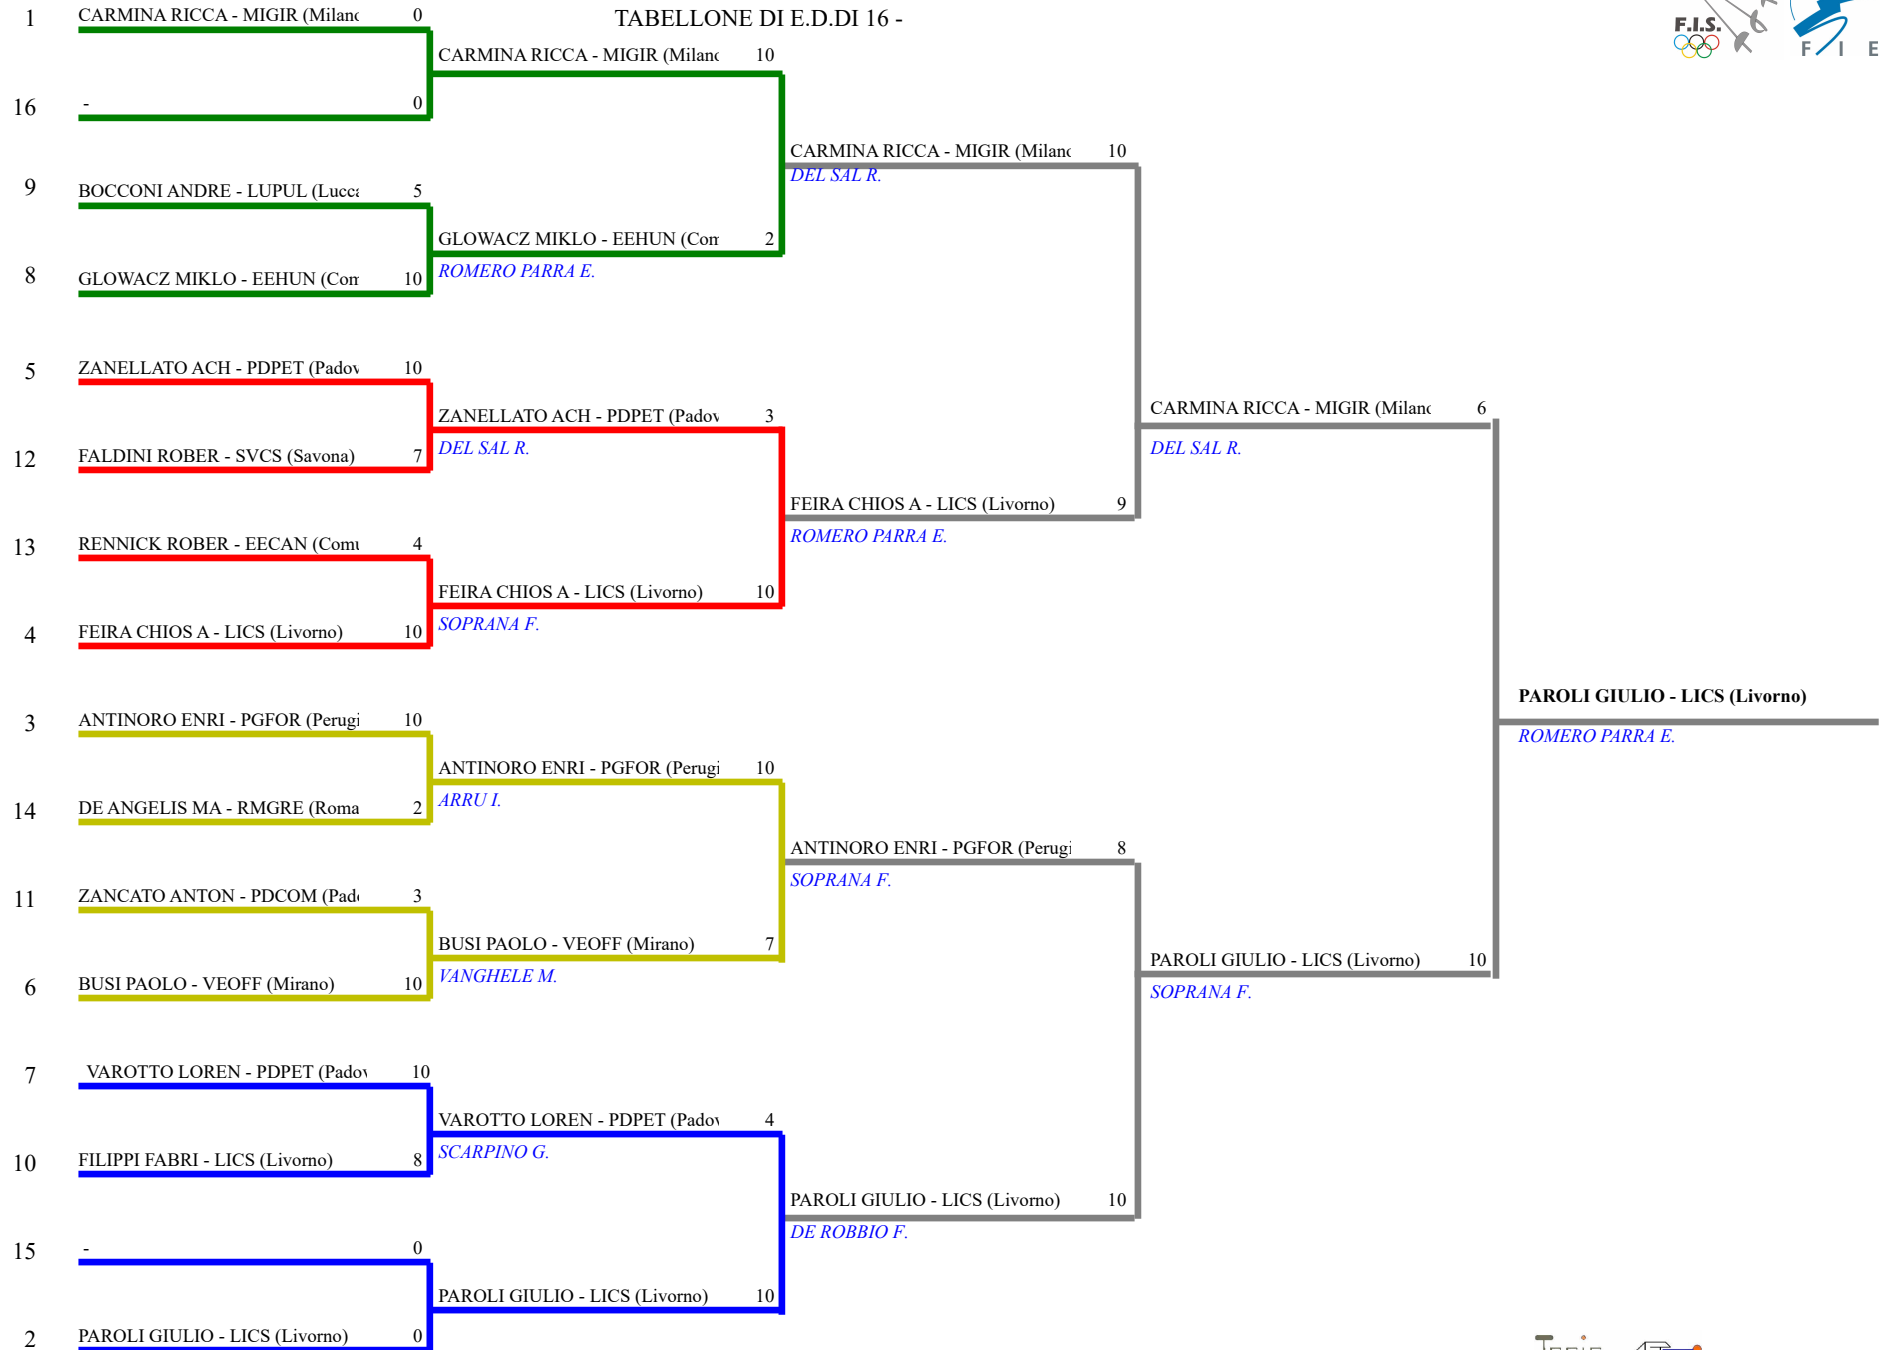 TABELLONE DI E.D.DI 16 -
F.I.S.
F I E
1 CARMINA RICCA - MIGIR (Milanc 0
CARMINA RICCA - MIGIR (Milanc 10
16 - 0
CARMINA RICCA - MIGIR (Milanc 10
DEL SAL R.
9 BOCCONI ANDRE - LUPUL (Lucca 5
GLOWACZ MIKLO - EEHUN (Com 2
ROMERO PARRA E.
8 GLOWACZ MIKLO - EEHUN (Com 10
5 ZANELLATO ACH - PDPET (Padov 10
ZANELLATO ACH - PDPET (Padov 3
DEL SAL R.
CARMINA RICCA - MIGIR (Milanc 6
DEL SAL R.
12 FALDINI ROBER - SVCS (Savona) 7
FEIRA CHIOS A - LICS (Livorno) 9
ROMERO PARRA E.
13 RENNICK ROBER - EECAN (Comu 4
FEIRA CHIOS A - LICS (Livorno) 10
SOPRANA F.
4 FEIRA CHIOS A - LICS (Livorno) 10
PAROLI GIULIO - LICS (Livorno)
ROMERO PARRA E.
3 ANTINORO ENRI - PGFOR (Perugi 10
ANTINORO ENRI - PGFOR (Perugi 10
ARRU I.
14 DE ANGELIS MA - RMGRE (Roma 2
ANTINORO ENRI - PGFOR (Perugi 8
SOPRANA F.
11 ZANCATO ANTON - PDCOM (Pado 3
BUSI PAOLO - VEOFF (Mirano) 7
VANGHELE M.
PAROLI GIULIO - LICS (Livorno) 10
SOPRANA F.
6 BUSI PAOLO - VEOFF (Mirano) 10
7 VAROTTO LOREN - PDPET (Padov 10
VAROTTO LOREN - PDPET (Padov 4
SCARPINO G.
10 FILIPPI FABRI - LICS (Livorno) 8
PAROLI GIULIO - LICS (Livorno) 10
DE ROBBIO F.
15 - 0
PAROLI GIULIO - LICS (Livorno) 10
2 PAROLI GIULIO - LICS (Livorno) 0